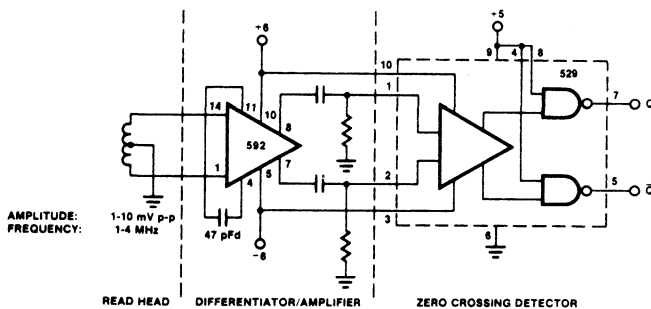 +5
+6
9
4
8
529
10
7
Q
1
14
11
10
8
592
7
1
4
5
2
5
Q̄
3
AMPLITUDE: 1-10 mV p-p
FREQUENCY: 1-4 MHz
47 pFd
-6
6
READ HEAD
DIFFERENTIATOR/AMPLIFIER
ZERO CROSSING DETECTOR